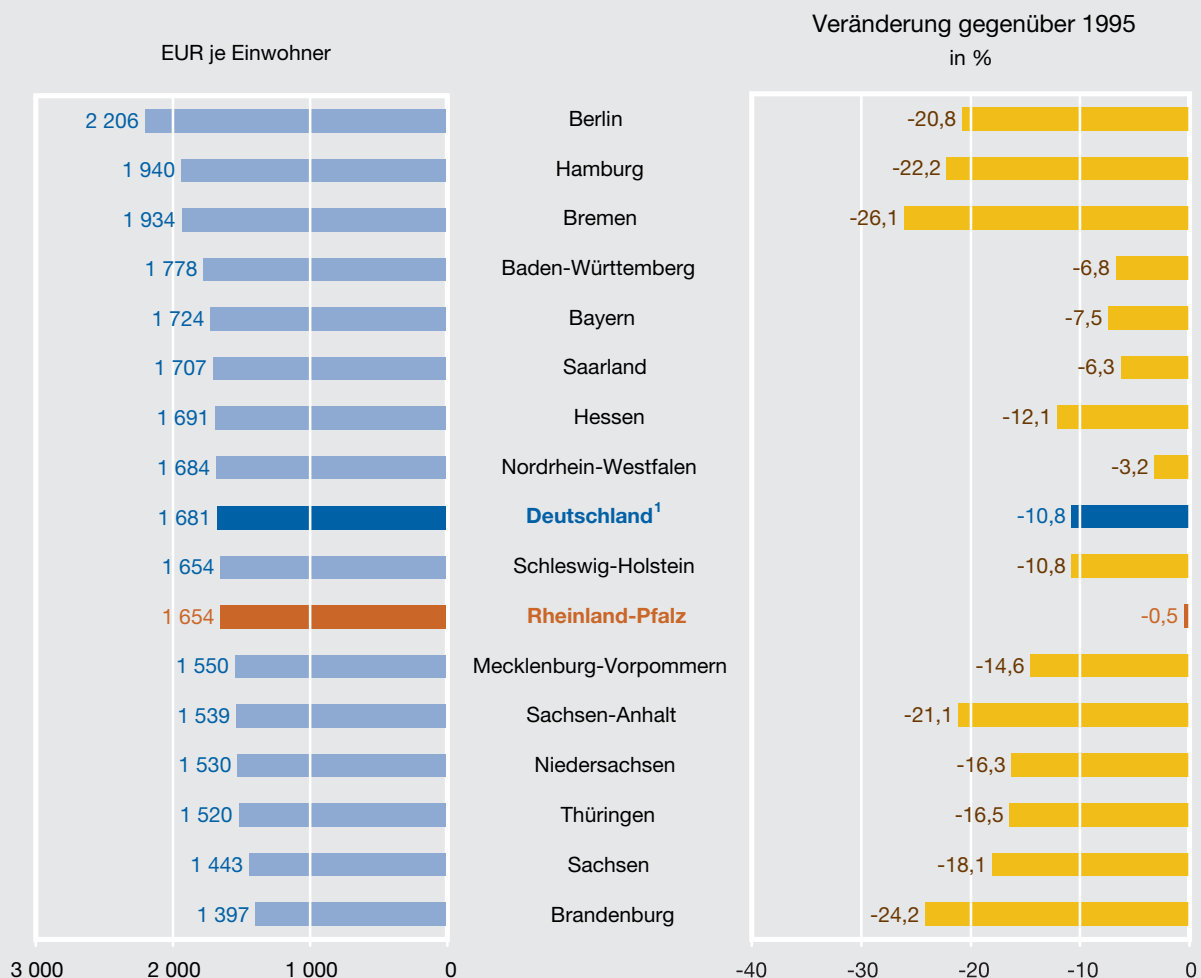 EUR je Einwohner
Veränderung gegenüber 1995
in %
2 206 Berlin -20,8
1 940 Hamburg -22,2
1 934 Bremen -26,1
1 778 Baden-Württemberg -6,8
1 724 Bayern -7,5
1 707 Saarland -6,3
1 691 Hessen -12,1
1 684 Nordrhein-Westfalen -3,2
1 681 Deutschland¹ -10,8
1 654 Schleswig-Holstein -10,8
1 654 Rheinland-Pfalz -0,5
1 550 Mecklenburg-Vorpommern -14,6
1 539 Sachsen-Anhalt -21,1
1 530 Niedersachsen -16,3
1 520 Thüringen -16,5
1 443 Sachsen -18,1
1 397 Brandenburg -24,2
3 000 2 000 1 000 0 -40 -30 -20 -10 0